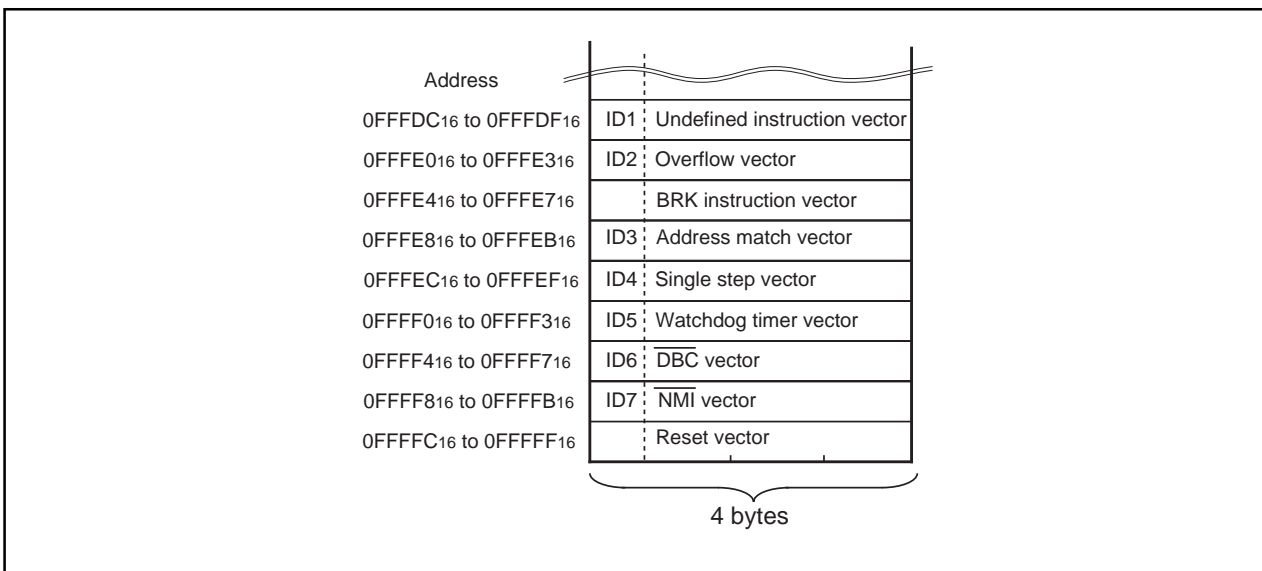 Address
0FFFDC16 to 0FFFDF16 ID1 Undefined instruction vector
0FFFE016 to 0FFFE316 ID2 Overflow vector
0FFFE416 to 0FFFE716 BRK instruction vector
0FFFE816 to 0FFFEB16 ID3 Address match vector
0FFFEC16 to 0FFFEF16 ID4 Single step vector
0FFFF016 to 0FFFF316 ID5 Watchdog timer vector
0FFFF416 to 0FFFF716 ID6 D̅B̅C̅ vector
0FFFF816 to 0FFFFB16 ID7 N̅M̅I̅ vector
0FFFFC16 to 0FFFFF16 Reset vector
4 bytes